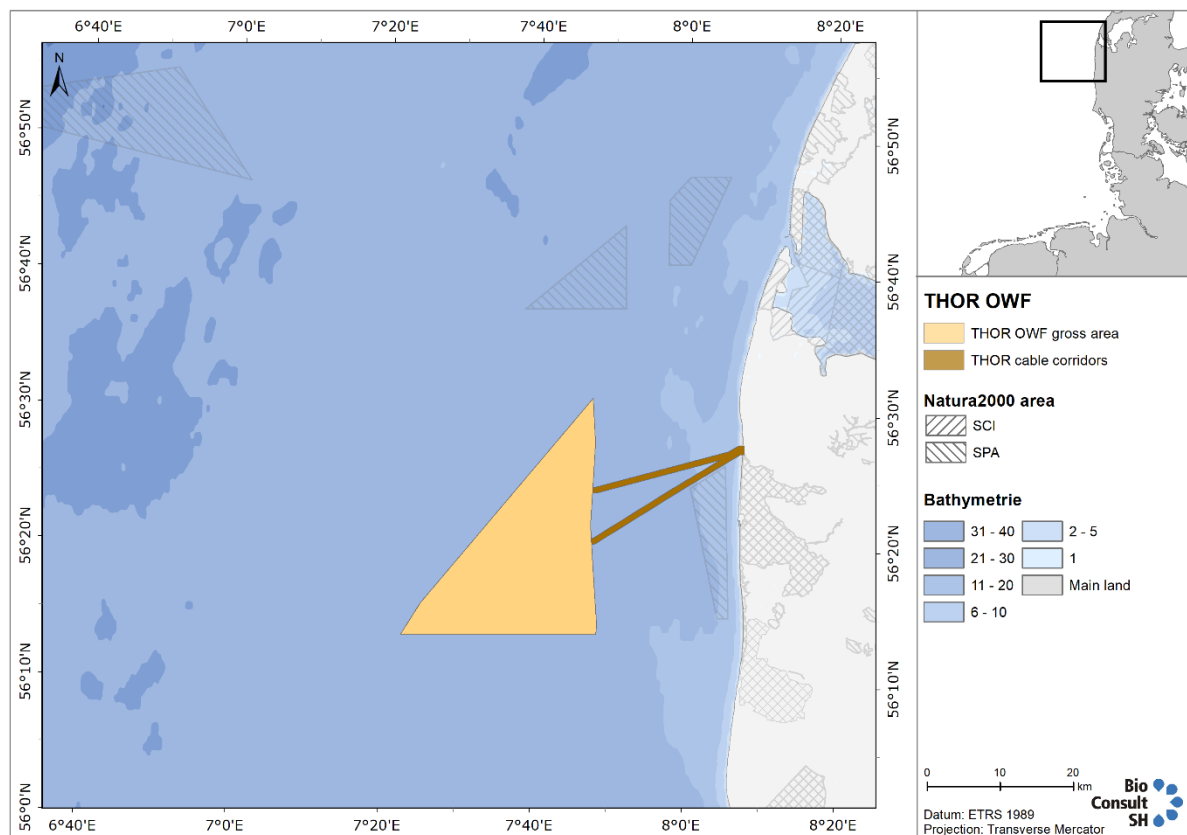 6°40'E 7°0'E 7°20'E 7°40'E 8°0'E 8°20'E
N
56°50'N
56°40'N
56°30'N
56°20'N
56°10'N
56°0'N
56°50'N
56°40'N
56°30'N
56°20'N
56°10'N
6°40'E 7°0'E 7°20'E 7°40'E 8°0'E 8°20'E
THOR OWF
THOR OWF gross area
THOR cable corridors
Natura2000 area
SCI
SPA
Bathymetrie
31 - 40 2 - 5
21 - 30 1
11 - 20 Main land
6 - 10
0 10 20
km
Datum: ETRS 1989
Projection: Transverse Mercator
Bio
Consult
SH